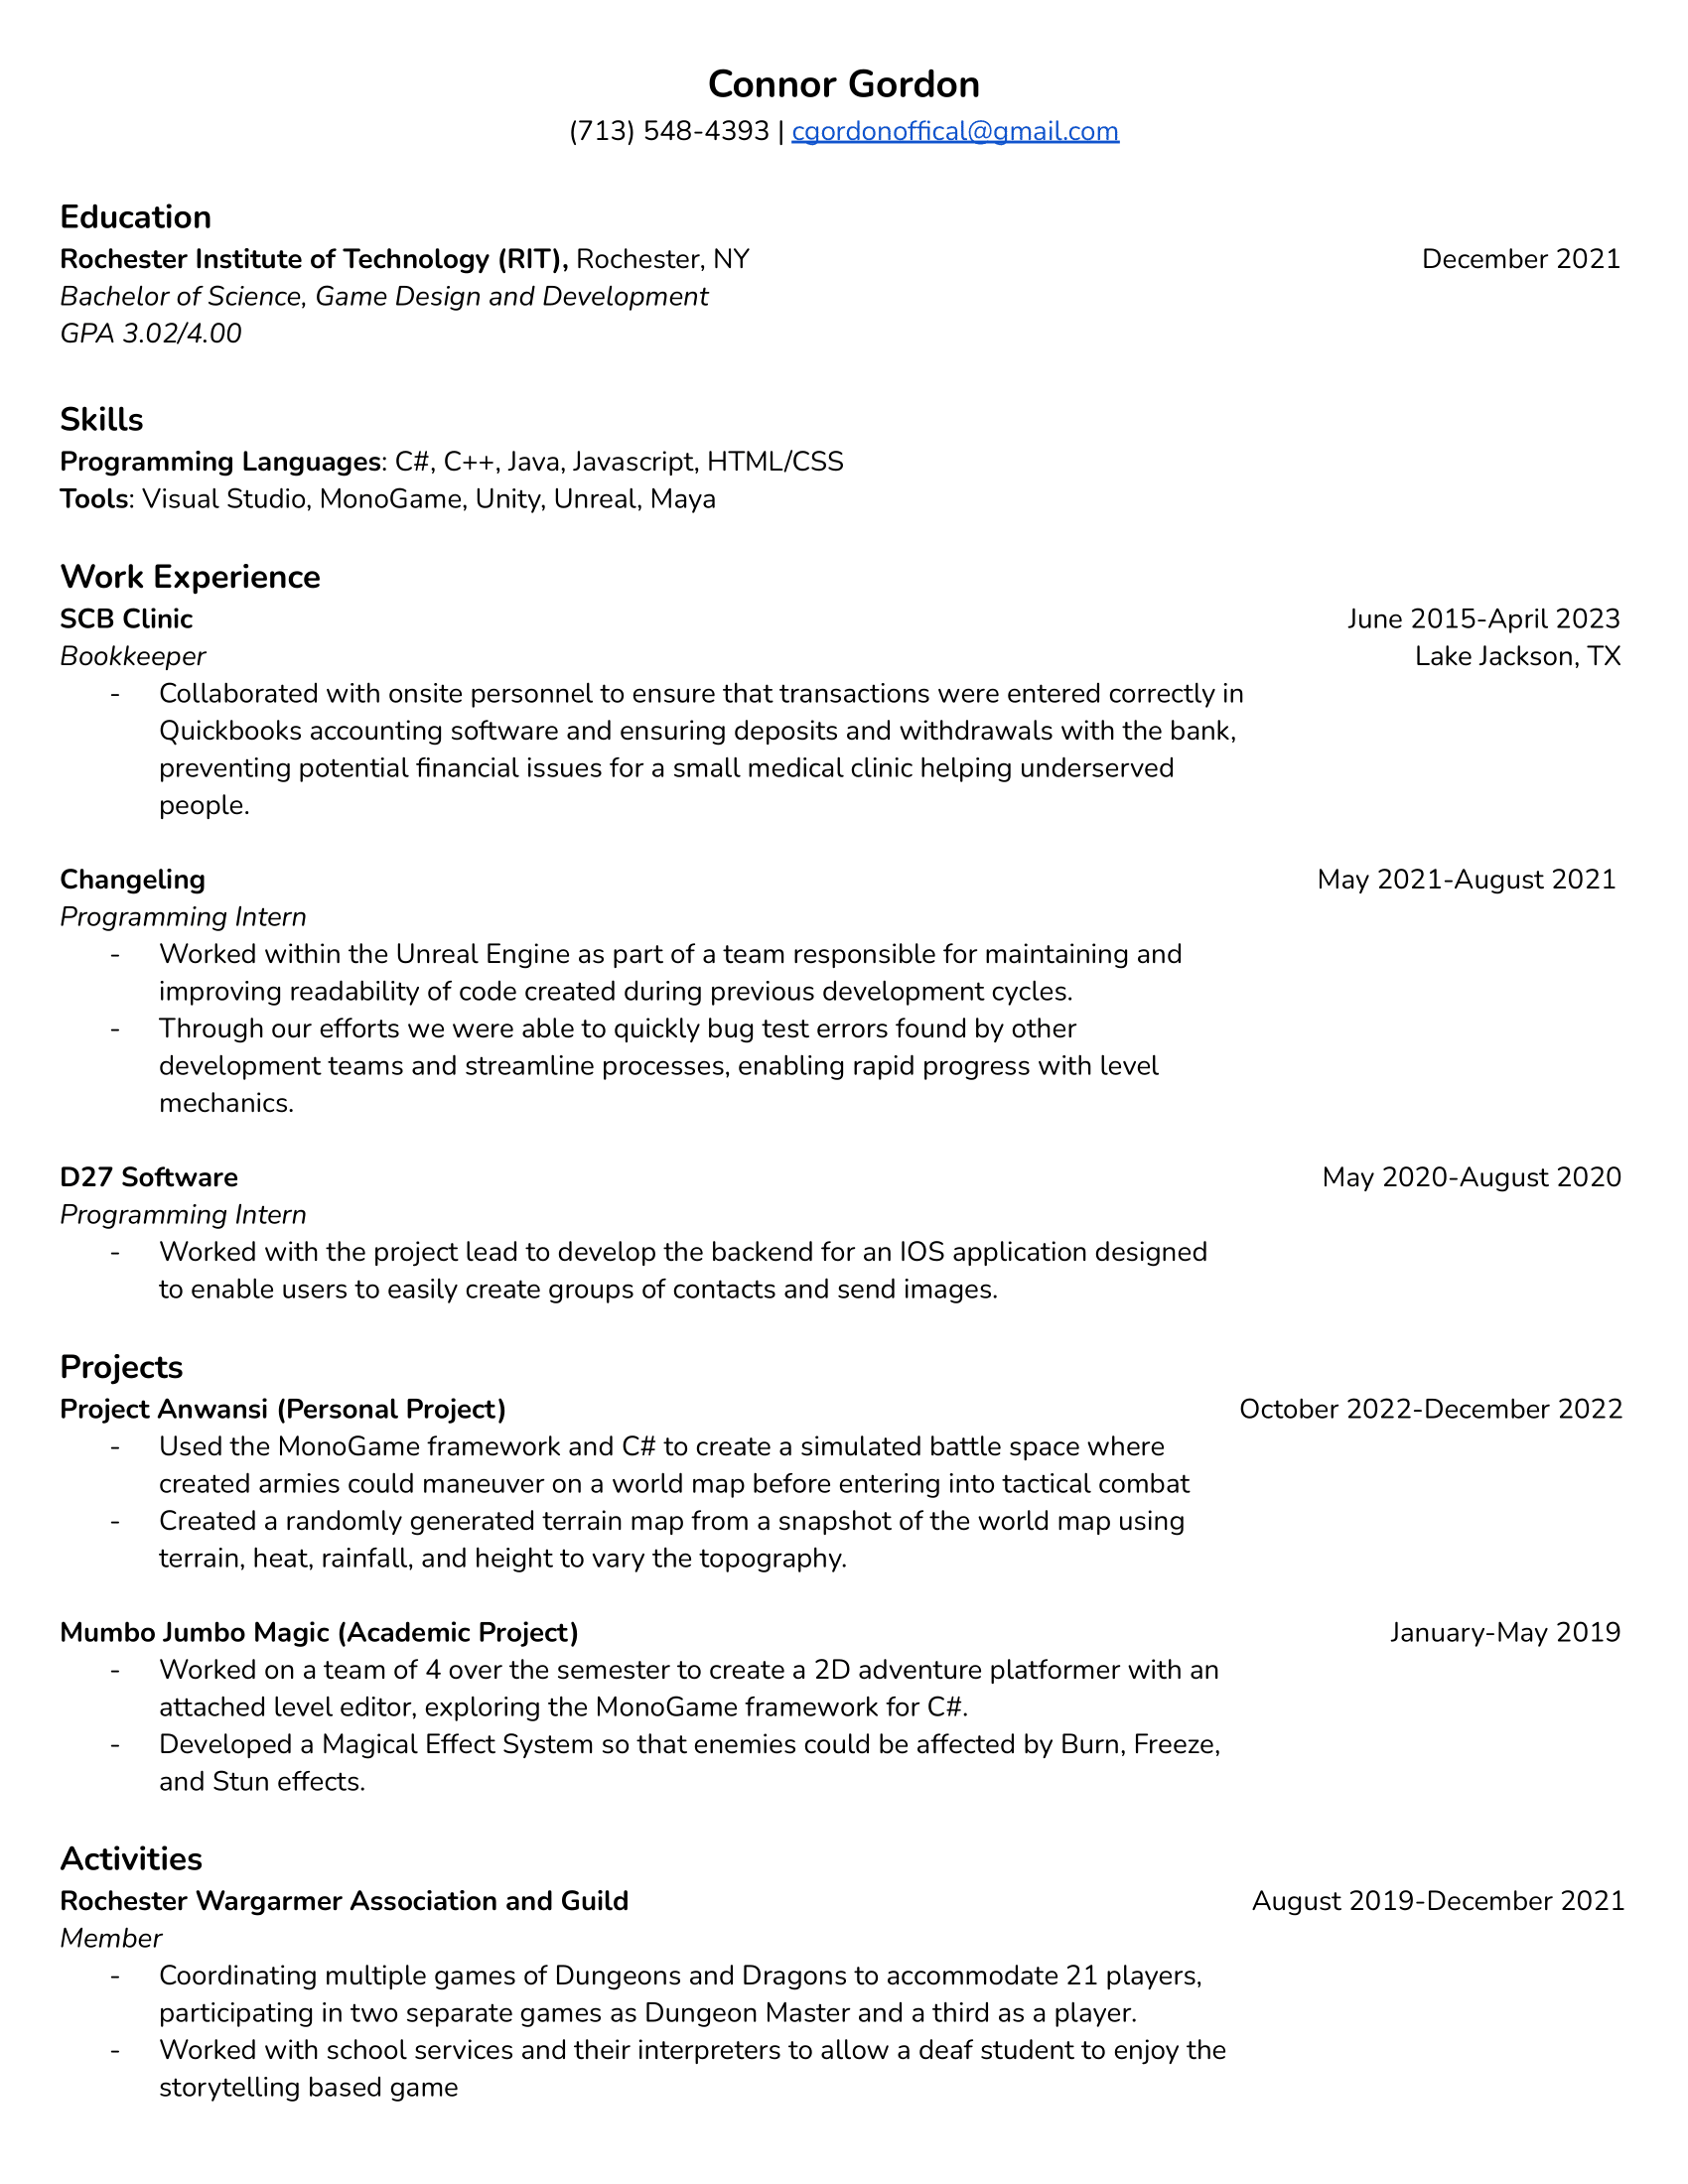 Connor Gordon
(713) 548-4393 | cgordonoffical@gmail.com
Education
Rochester Institute of Technology (RIT), Rochester, NY December 2021
Bachelor of Science, Game Design and Development
GPA 3.02/4.00
Skills
Programming Languages: C#, C++, Java, Javascript, HTML/CSS
Tools: Visual Studio, MonoGame, Unity, Unreal, Maya
Work Experience
SCB Clinic June 2015-April 2023
Bookkeeper Lake Jackson, TX
- Collaborated with onsite personnel to ensure that transactions were entered correctly in
Quickbooks accounting software and ensuring deposits and withdrawals with the bank,
preventing potential financial issues for a small medical clinic helping underserved
people.
Changeling May 2021-August 2021
Programming Intern
- Worked within the Unreal Engine as part of a team responsible for maintaining and
improving readability of code created during previous development cycles.
- Through our efforts we were able to quickly bug test errors found by other
development teams and streamline processes, enabling rapid progress with level
mechanics.
D27 Software May 2020-August 2020
Programming Intern
- Worked with the project lead to develop the backend for an IOS application designed
to enable users to easily create groups of contacts and send images.
Projects
Project Anwansi (Personal Project) October 2022-December 2022
- Used the MonoGame framework and C# to create a simulated battle space where
created armies could maneuver on a world map before entering into tactical combat
- Created a randomly generated terrain map from a snapshot of the world map using
terrain, heat, rainfall, and height to vary the topography.
Mumbo Jumbo Magic (Academic Project) January-May 2019
- Worked on a team of 4 over the semester to create a 2D adventure platformer with an
attached level editor, exploring the MonoGame framework for C#.
- Developed a Magical Effect System so that enemies could be affected by Burn, Freeze,
and Stun effects.
Activities
Rochester Wargarmer Association and Guild August 2019-December 2021
Member
- Coordinating multiple games of Dungeons and Dragons to accommodate 21 players,
participating in two separate games as Dungeon Master and a third as a player.
- Worked with school services and their interpreters to allow a deaf student to enjoy the
storytelling based game